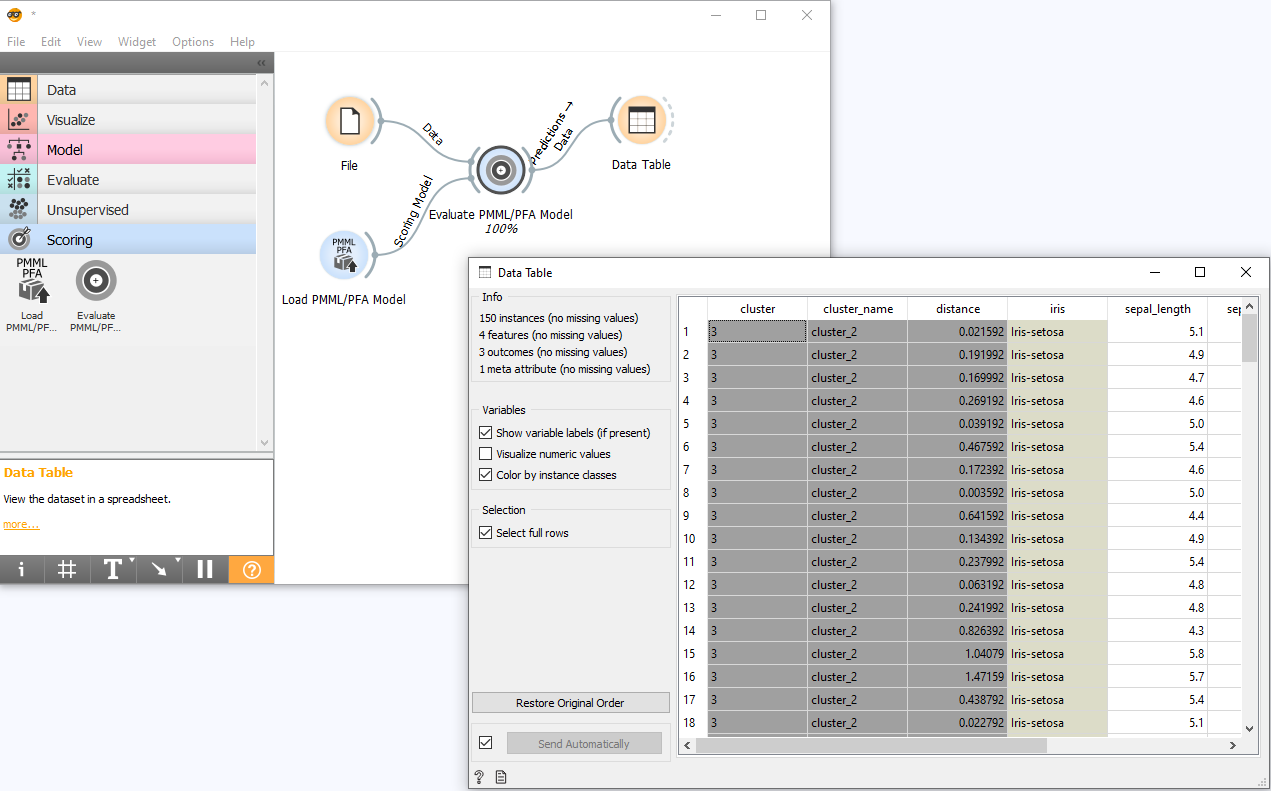 *
File Edit View Widget Options Help
Data
Visualize
Model
Evaluate
Unsupervised
Scoring
PMML
PFA
Load
PMML/PF...
Evaluate
PMML/PF...
Data Table
View the dataset in a spreadsheet.
more...
i # T ?
File
Data
Predictions →
Data
Data Table
Scoring Model
Evaluate PMML/PFA Model
100%
PMML
PFA
Load PMML/PFA Model
Data Table
Info
150 instances (no missing values)
4 features (no missing values)
3 outcomes (no missing values)
1 meta attribute (no missing values)
Variables
Show variable labels (if present)
Visualize numeric values
Color by instance classes
Selection
Select full rows
Restore Original Order
Send Automatically
?
cluster cluster_name distance iris sepal_length sep
1 3 cluster_2 0.021592 Iris-setosa 5.1
2 3 cluster_2 0.191992 Iris-setosa 4.9
3 3 cluster_2 0.169992 Iris-setosa 4.7
4 3 cluster_2 0.269192 Iris-setosa 4.6
5 3 cluster_2 0.039192 Iris-setosa 5.0
6 3 cluster_2 0.467592 Iris-setosa 5.4
7 3 cluster_2 0.172392 Iris-setosa 4.6
8 3 cluster_2 0.003592 Iris-setosa 5.0
9 3 cluster_2 0.641592 Iris-setosa 4.4
10 3 cluster_2 0.134392 Iris-setosa 4.9
11 3 cluster_2 0.237992 Iris-setosa 5.4
12 3 cluster_2 0.063192 Iris-setosa 4.8
13 3 cluster_2 0.241992 Iris-setosa 4.8
14 3 cluster_2 0.826392 Iris-setosa 4.3
15 3 cluster_2 1.04079 Iris-setosa 5.8
16 3 cluster_2 1.47159 Iris-setosa 5.7
17 3 cluster_2 0.438792 Iris-setosa 5.4
18 3 cluster_2 0.022792 Iris-setosa 5.1